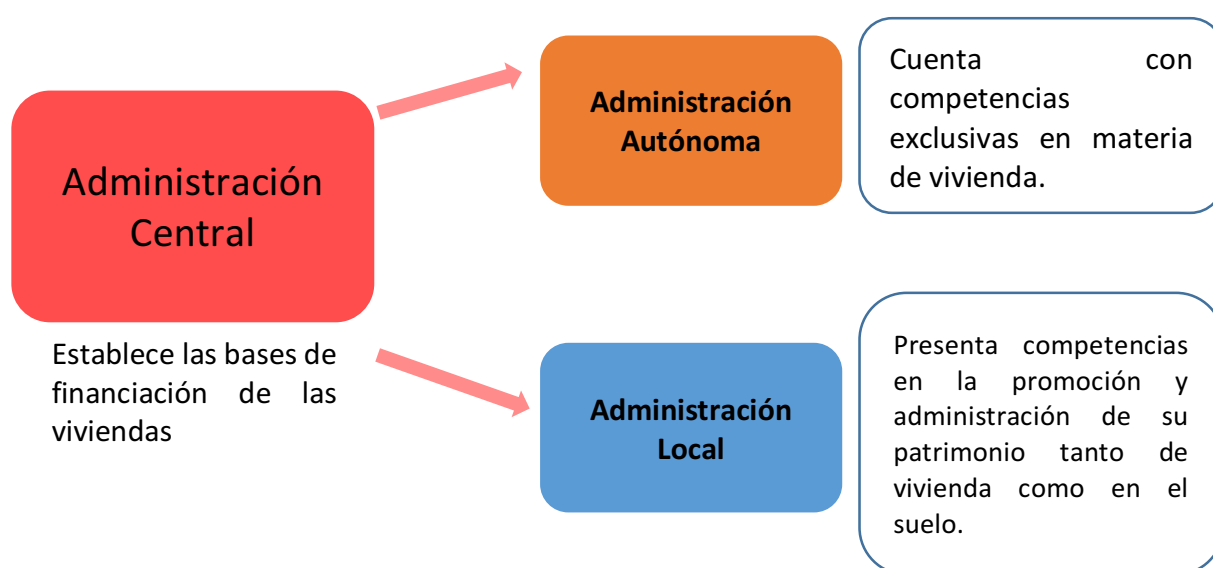 Administración
Central
Establece las bases de
financiación de las
viviendas
Administración
Autónoma
Cuenta con
competencias
exclusivas en materia
de vivienda.
Administración
Local
Presenta competencias
en la promoción y
administración de su
patrimonio tanto de
vivienda como en el
suelo.